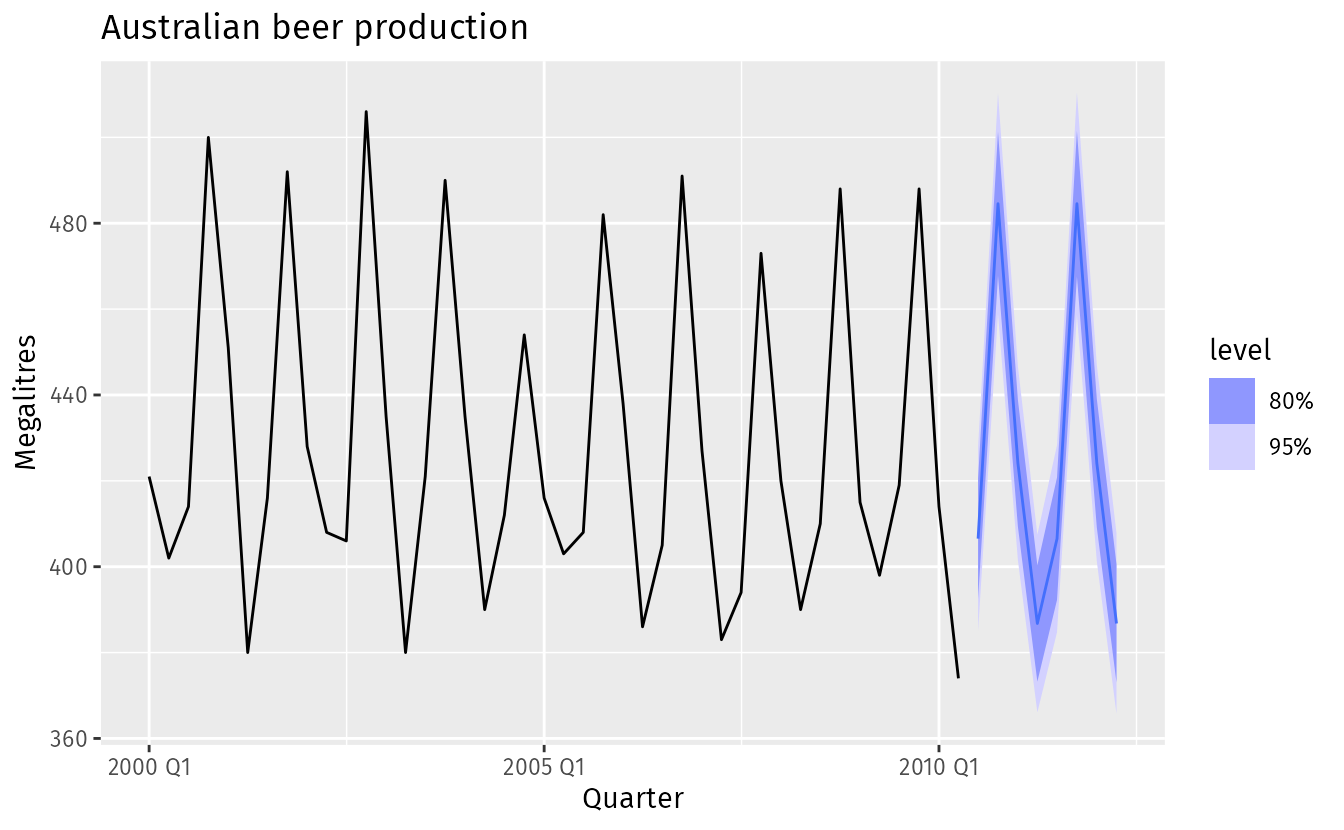 Australian beer production
Megalitres
480
440
400
360
2000 Q1
2005 Q1
2010 Q1
Quarter
level
80%
95%